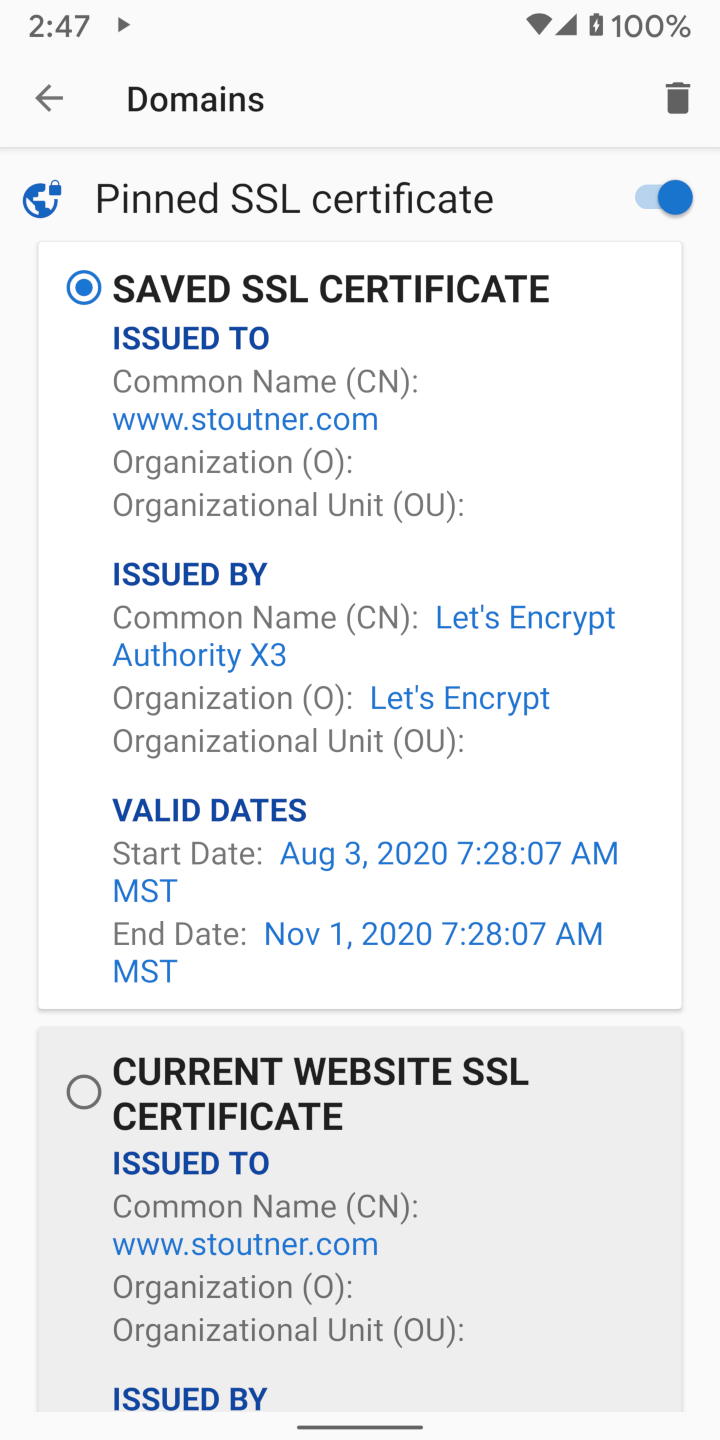 2:47
100%
Domains
Pinned SSL certificate
SAVED SSL CERTIFICATE
ISSUED TO
Common Name (CN):
www.stoutner.com
Organization (O):
Organizational Unit (OU):
ISSUED BY
Common Name (CN): Let's Encrypt
Authority X3
Organization (O): Let's Encrypt
Organizational Unit (OU):
VALID DATES
Start Date: Aug 3, 2020 7:28:07 AM
MST
End Date: Nov 1, 2020 7:28:07 AM
MST
CURRENT WEBSITE SSL
CERTIFICATE
ISSUED TO
Common Name (CN):
www.stoutner.com
Organization (O):
Organizational Unit (OU):
ISSUED BY